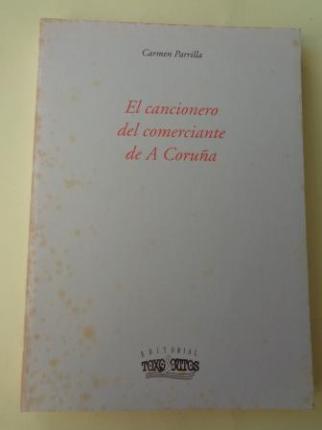 Carmen Parrilla
El cancionero
del comerciante
de A Coruña
EDITORIAL
TOXOSOUTOS